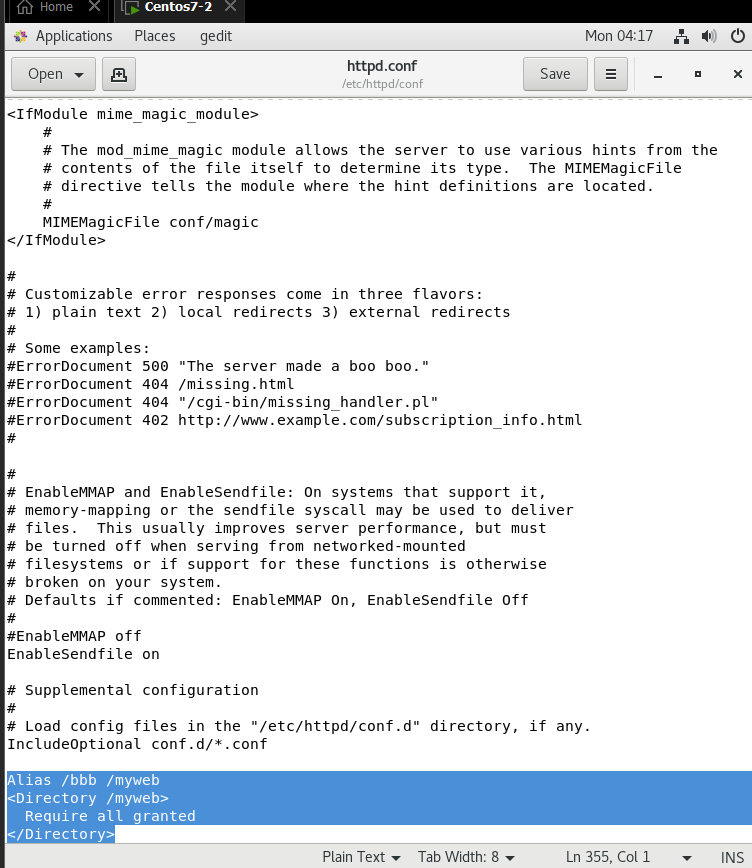 Home
Centos7-2
Applications Places gedit Mon 04:17
Open httpd.conf Save
/etc/httpd/conf
<IfModule mime_magic_module>
    #
    # The mod_mime_magic module allows the server to use various hints from the
    # contents of the file itself to determine its type.  The MIMEMagicFile
    # directive tells the module where the hint definitions are located.
    #
    MIMEMagicFile conf/magic
</IfModule>

#
# Customizable error responses come in three flavors:
# 1) plain text 2) local redirects 3) external redirects
#
# Some examples:
#ErrorDocument 500 "The server made a boo boo."
#ErrorDocument 404 /missing.html
#ErrorDocument 404 "/cgi-bin/missing_handler.pl"
#ErrorDocument 402 http://www.example.com/subscription_info.html
#

#
# EnableMMAP and EnableSendfile: On systems that support it,
# memory-mapping or the sendfile syscall may be used to deliver
# files.  This usually improves server performance, but must
# be turned off when serving from networked-mounted
# filesystems or if support for these functions is otherwise
# broken on your system.
# Defaults if commented: EnableMMAP On, EnableSendfile Off
#
#EnableMMAP off
EnableSendfile on

# Supplemental configuration
#
# Load config files in the "/etc/httpd/conf.d" directory, if any.
IncludeOptional conf.d/*.conf

Alias /bbb /myweb
<Directory /myweb>
  Require all granted
</Directory>
Plain Text Tab Width: 8 Ln 355, Col 1 INS